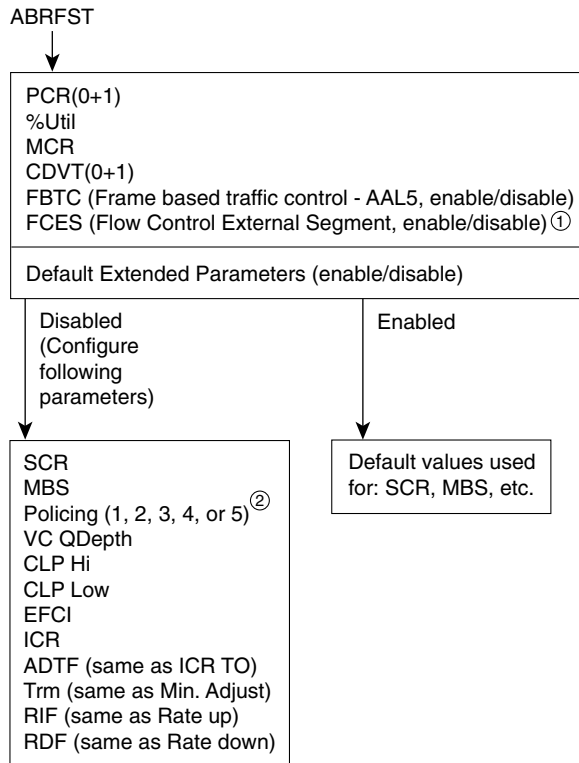 ABRFST
PCR(0+1)
%Util
MCR
CDVT(0+1)
FBTC (Frame based traffic control - AAL5, enable/disable)
FCES (Flow Control External Segment, enable/disable) ①
Default Extended Parameters (enable/disable)
Disabled
(Configure
following
parameters)
Enabled
SCR
MBS
Policing (1, 2, 3, 4, or 5) ②
VC QDepth
CLP Hi
CLP Low
EFCI
ICR
ADTF (same as ICR TO)
Trm (same as Min. Adjust)
RIF (same as Rate up)
RDF (same as Rate down)
Default values used
for: SCR, MBS, etc.